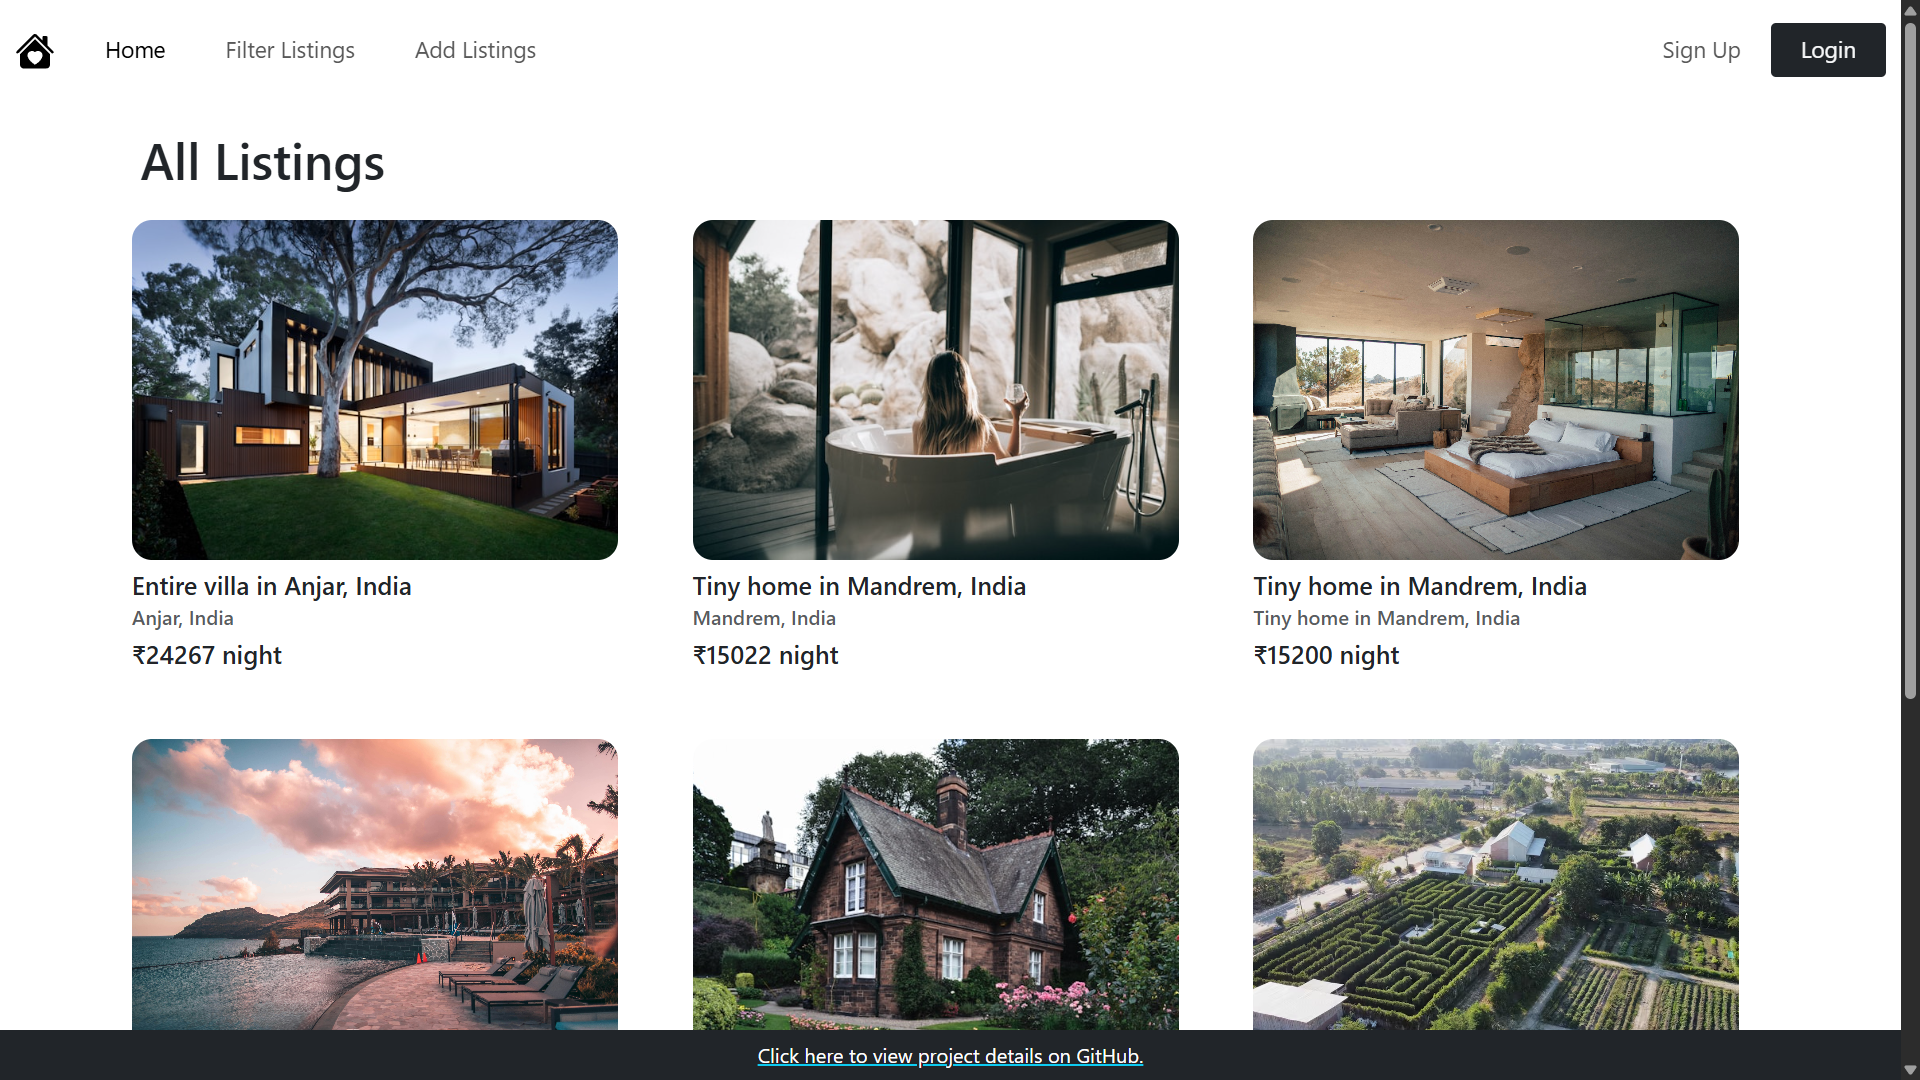 Home
Filter Listings
Add Listings
Sign Up
Login
All Listings
Entire villa in Anjar, India
Anjar, India
₹24267 night
Tiny home in Mandrem, India
Mandrem, India
₹15022 night
Tiny home in Mandrem, India
Tiny home in Mandrem, India
₹15200 night
Click here to view project details on GitHub.